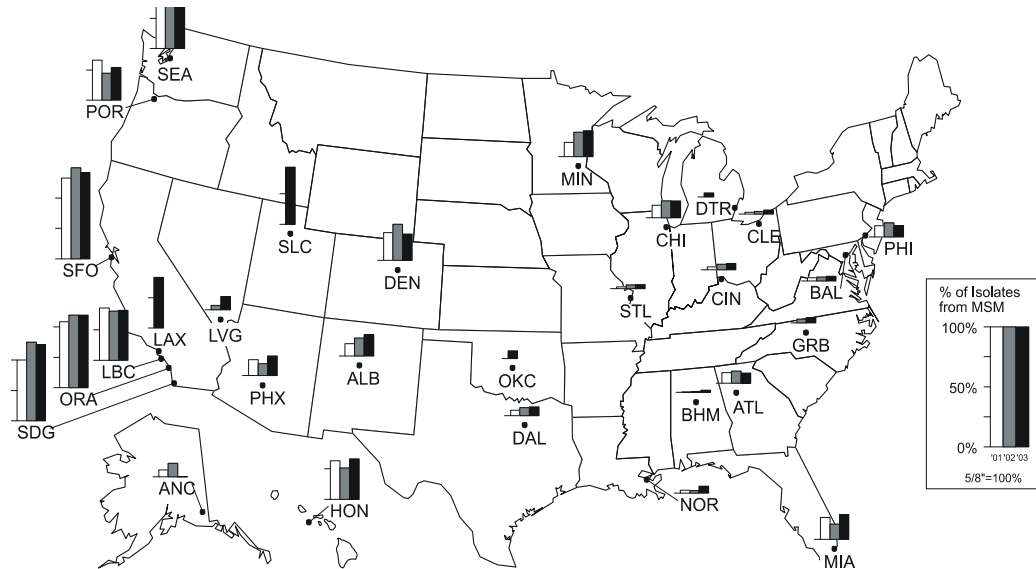 SEA
POR
MIN
DTR
CLE
CHI
PHI
SLC
SFO
DEN
CIN
BAL
STL
LAX
LVG
GRB
LBC
ALB
OKC
ORA
PHX
ATL
BHM
SDG
DAL
ANC
HON
NOR
MIA
% of Isolates
from MSM
100%
50%
0%
'01 '02 '03
5/8"=100%